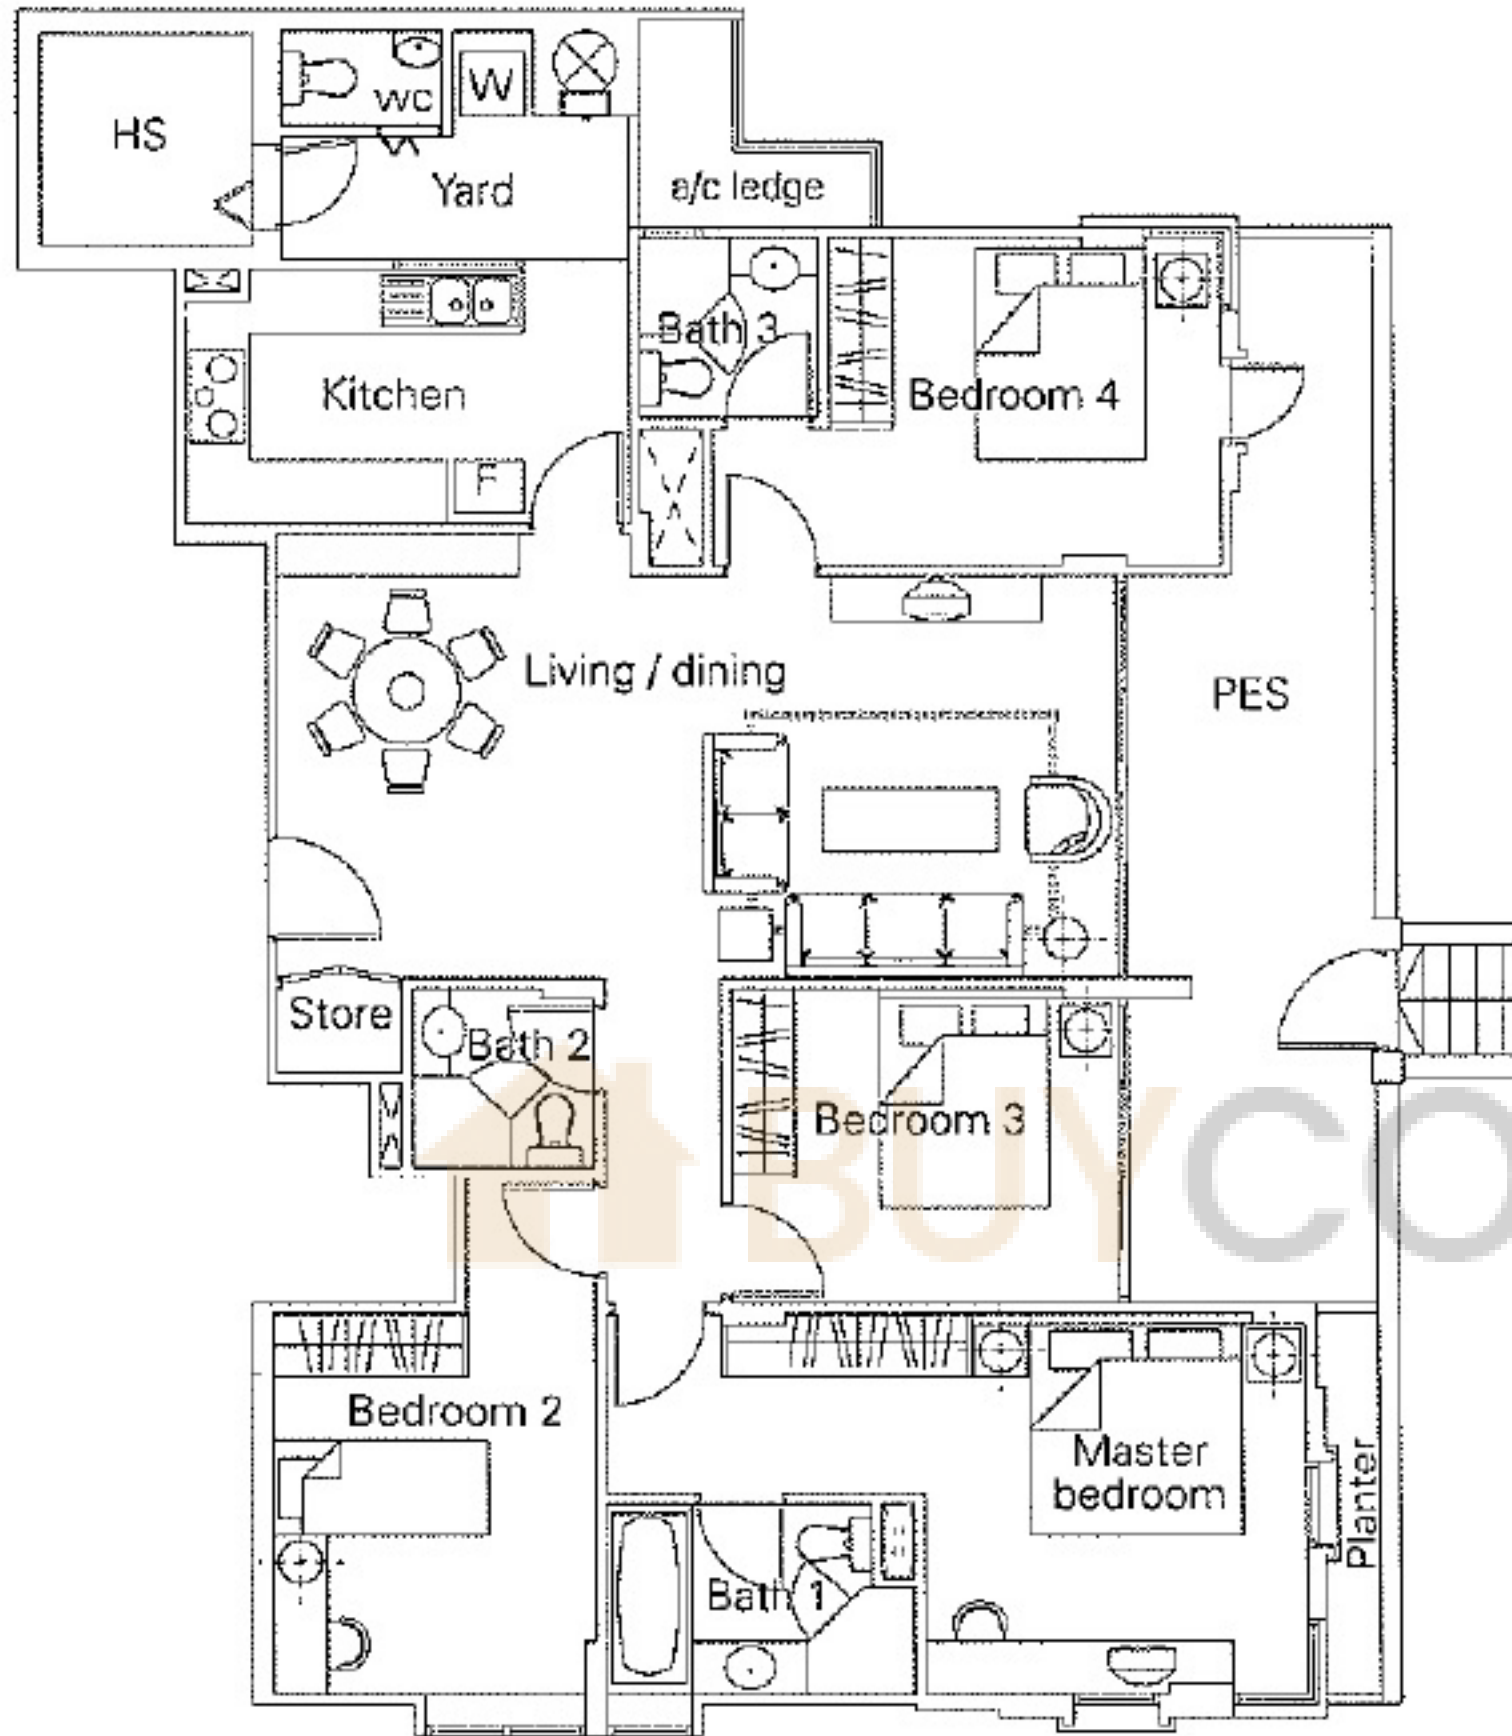 HS
WC
W
Yard
a/c ledge
Bath 3
Kitchen
Bedroom 4
F
Living / dining
PES
Store
Bath 2
Bedroom 3
BUYCO
Bedroom 2
Master
bedroom
Planter
Bath 1